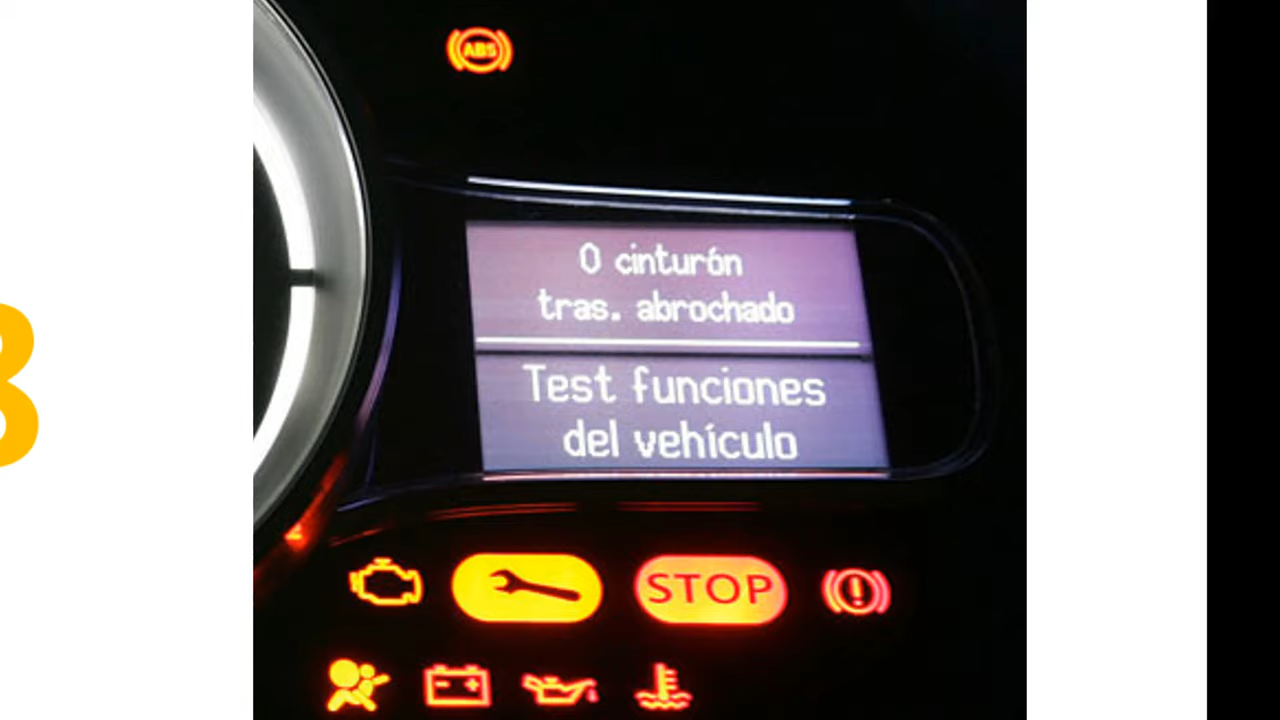 ABS
0 cinturón
tras. abrochado
Test funciones
del vehículo
STOP